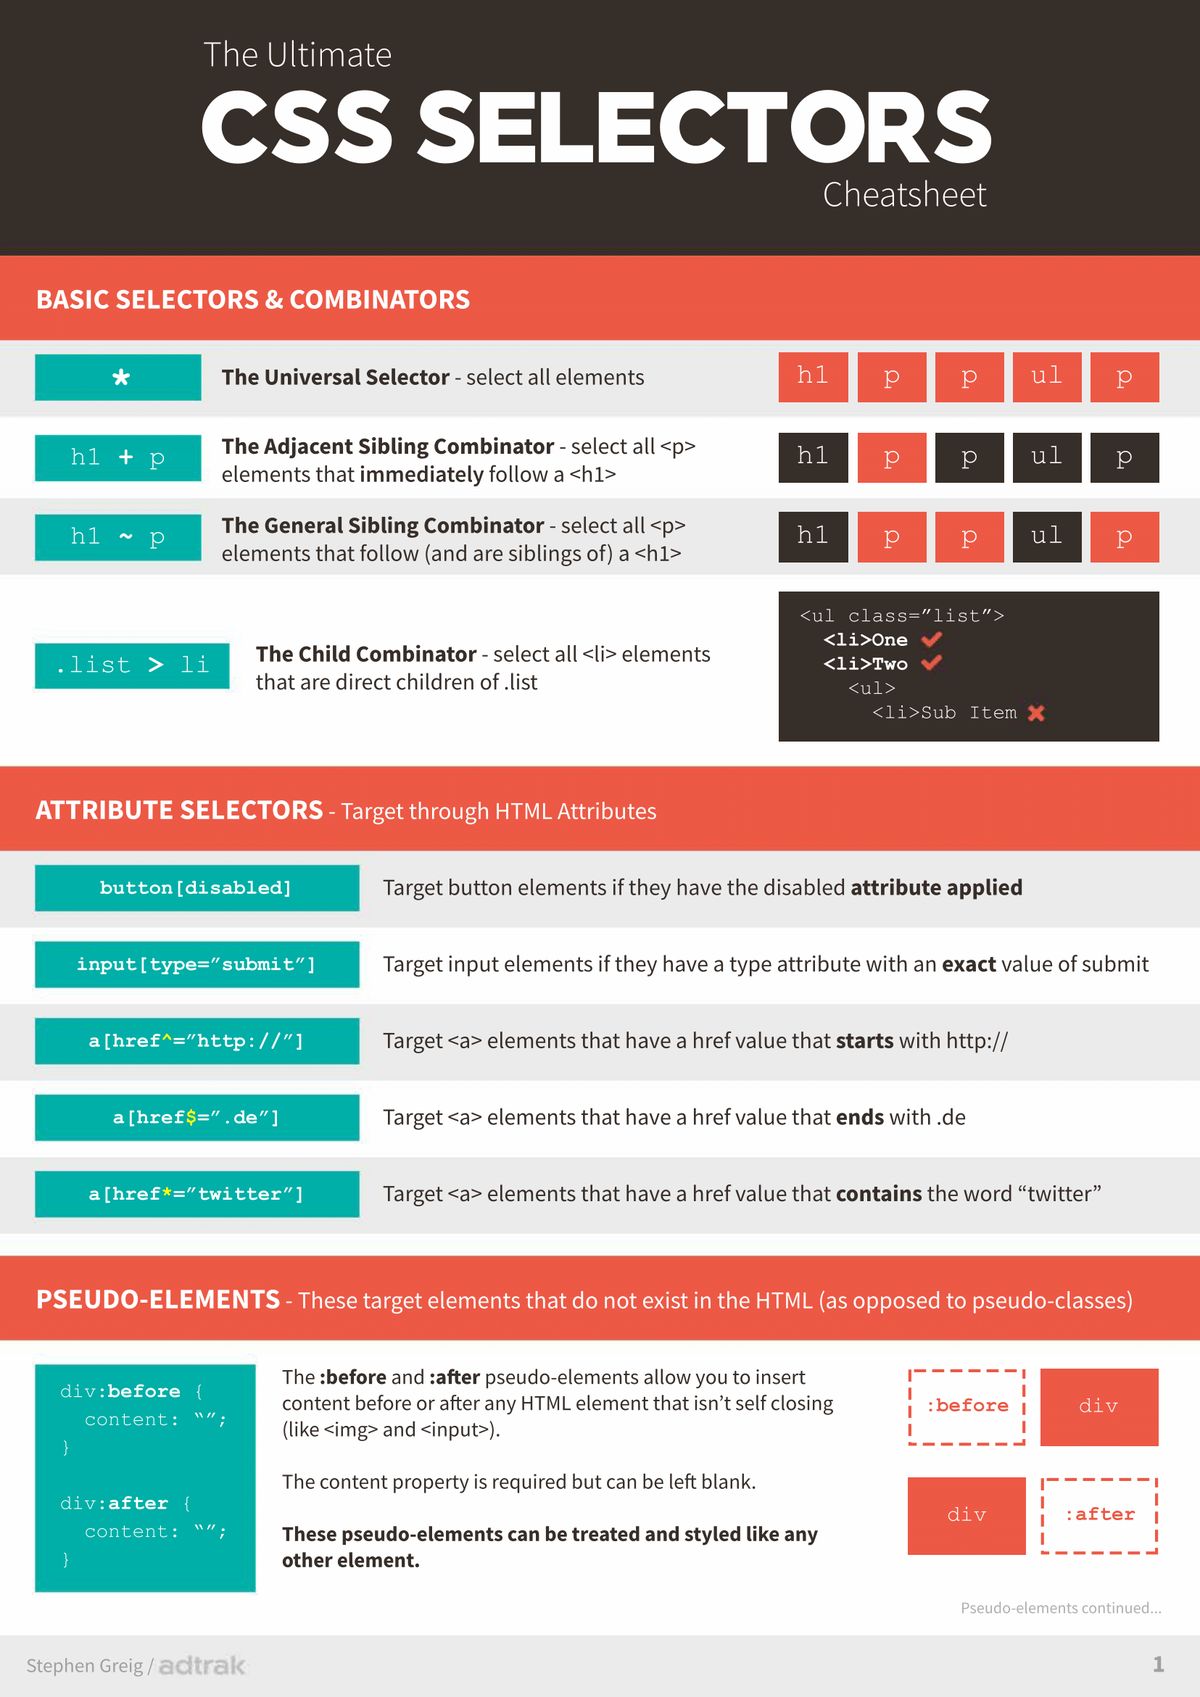 The Ultimate
CSS SELECTORS
Cheatsheet
BASIC SELECTORS & COMBINATORS
*
The Universal Selector - select all elements
h1 p p ul p
h1 + p
The Adjacent Sibling Combinator - select all <p>
elements that immediately follow a <h1>
h1 p p ul p
h1 ~ p
The General Sibling Combinator - select all <p>
elements that follow (and are siblings of) a <h1>
h1 p p ul p
.list > li
The Child Combinator - select all <li> elements
that are direct children of .list
<ul class=”list”>
<li>One ✔
<li>Two ✔
<ul>
<li>Sub Item ✖
ATTRIBUTE SELECTORS - Target through HTML Attributes
button[disabled]
Target button elements if they have the disabled attribute applied
input[type=”submit”]
Target input elements if they have a type attribute with an exact value of submit
a[href^=”http://”]
Target <a> elements that have a href value that starts with http://
a[href$=”.de”]
Target <a> elements that have a href value that ends with .de
a[href*=”twitter”]
Target <a> elements that have a href value that contains the word “twitter”
PSEUDO-ELEMENTS - These target elements that do not exist in the HTML (as opposed to pseudo-classes)
div:before {
content: “”;
}
div:after {
content: “”;
}
The :before and :after pseudo-elements allow you to insert
content before or after any HTML element that isn’t self closing
(like <img> and <input>).
The content property is required but can be left blank.
These pseudo-elements can be treated and styled like any
other element.
:before div
div :after
Pseudo-elements continued...
Stephen Greig / adtrak
1